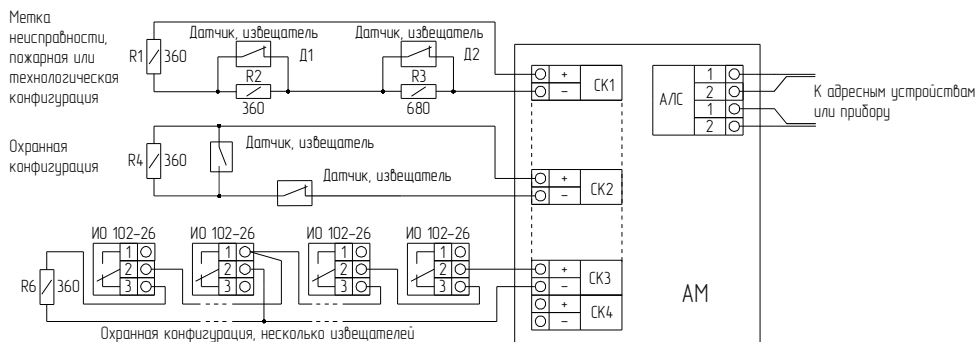 Метка
неисправности,
пожарная или
технологическая
конфигурация
R1 360
Датчик, извещатель
Д1
R2
360
Датчик, извещатель
Д2
R3
680
+
−
СК1
АЛС
1
2
1
2
К адресным устройствам
или прибору
Охранная
конфигурация
R4 360
Датчик, извещатель
Датчик, извещатель
+
−
СК2
ИО 102-26
1
2
3
ИО 102-26
1
2
3
ИО 102-26
1
2
3
ИО 102-26
1
2
3
R6 360
+
−
СК3
+
−
СК4
АМ
Охранная конфигурация, несколько извещателей